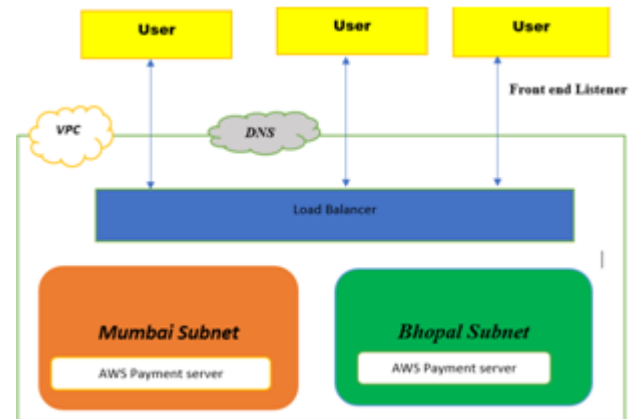 User
User
User
Front end Listener
VPC
DNS
Load Balancer
Mumbai Subnet
Bhopal Subnet
AWS Payment server
AWS Payment server